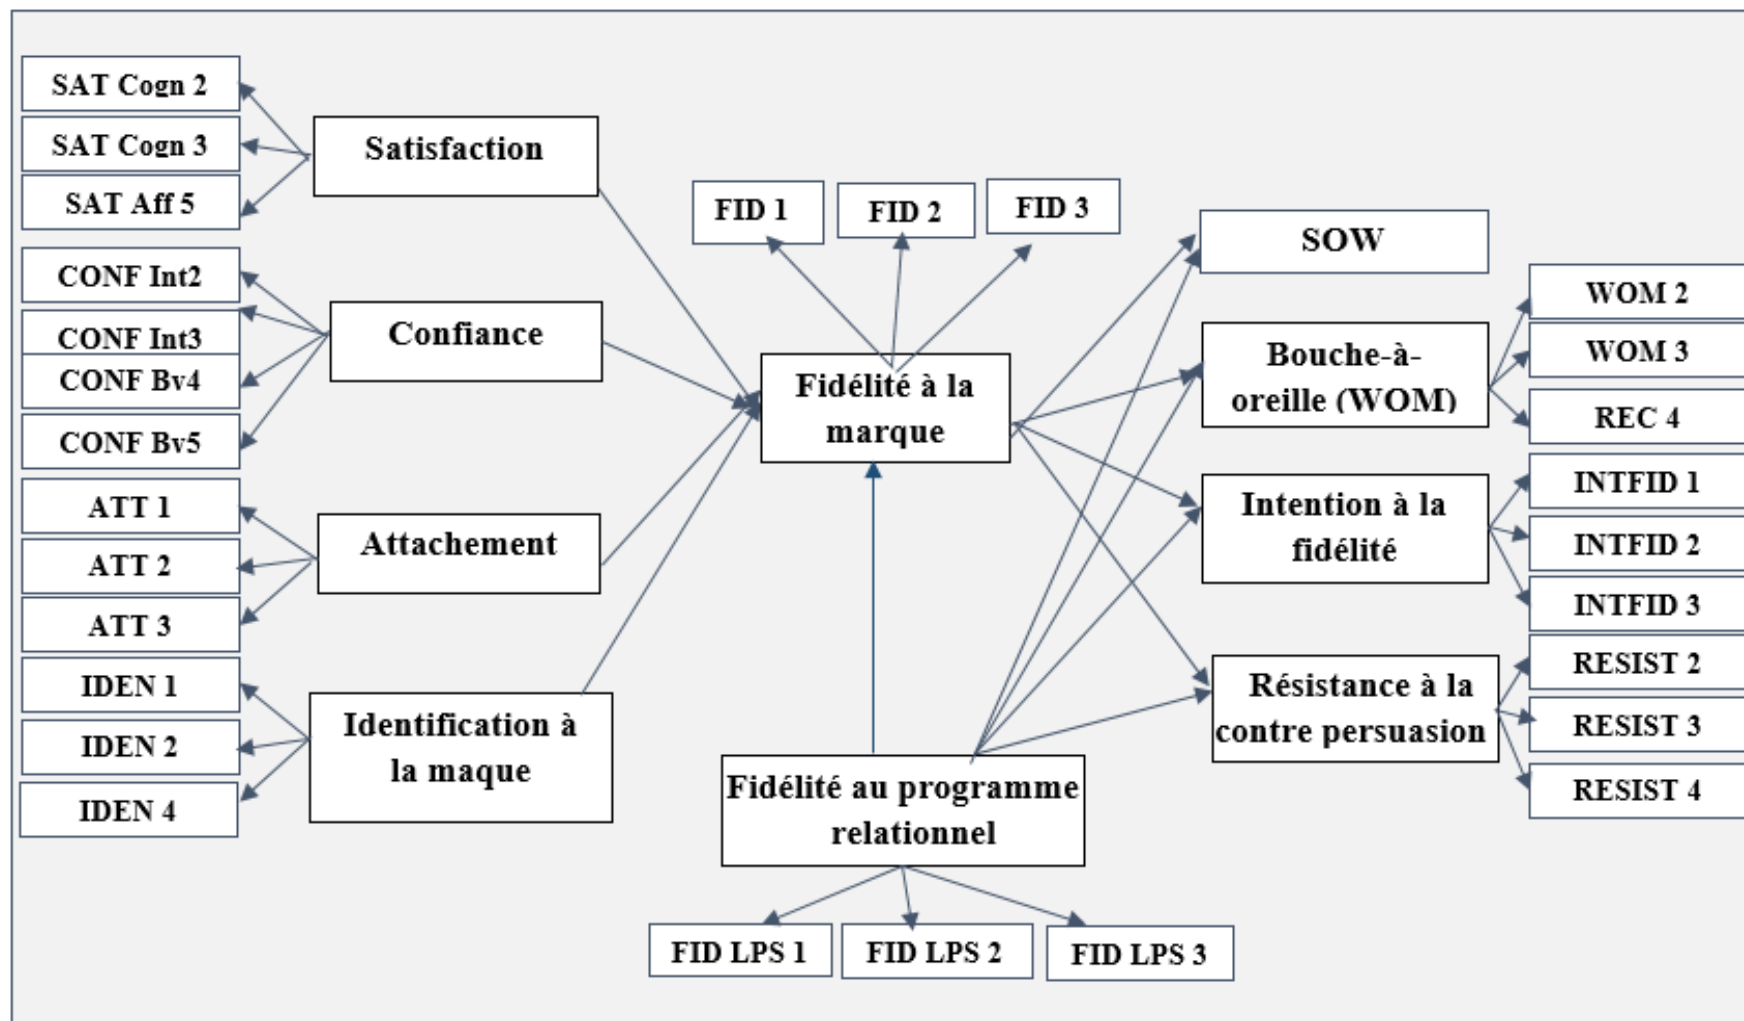 SAT Cogn 2
SAT Cogn 3
SAT Aff 5
CONF Int2
CONF Int3
CONF Bv4
CONF Bv5
ATT 1
ATT 2
ATT 3
IDEN 1
IDEN 2
IDEN 4
Satisfaction
Confiance
Attachement
Identification à
la maque
FID 1
FID 2
FID 3
Fidélité à la
marque
Fidélité au programme
relationnel
FID LPS 1
FID LPS 2
FID LPS 3
SOW
Bouche-à-
oreille (WOM)
Intention à la
fidélité
Résistance à la
contre persuasion
WOM 2
WOM 3
REC 4
INTFID 1
INTFID 2
INTFID 3
RESIST 2
RESIST 3
RESIST 4